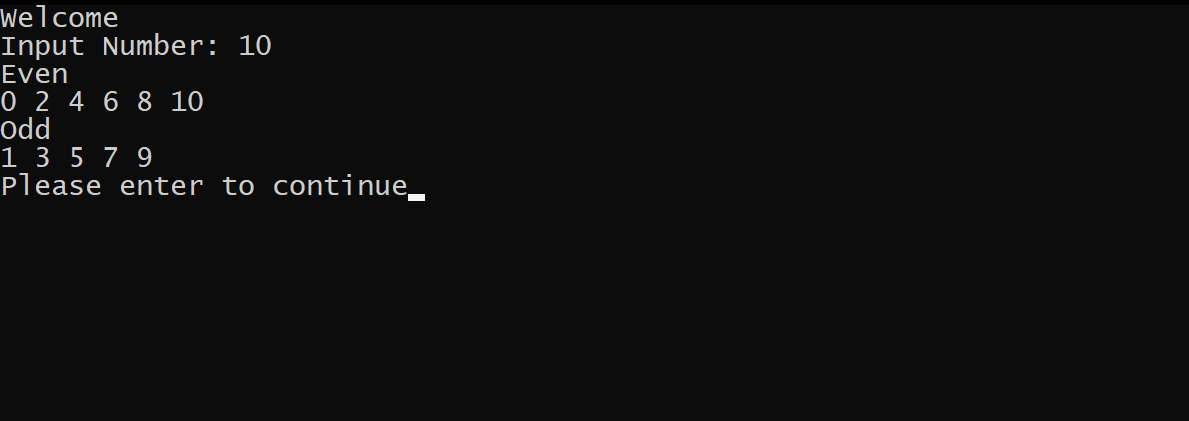 Welcome
Input Number: 10
Even
0 2 4 6 8 10
Odd
1 3 5 7 9
Please enter to continue